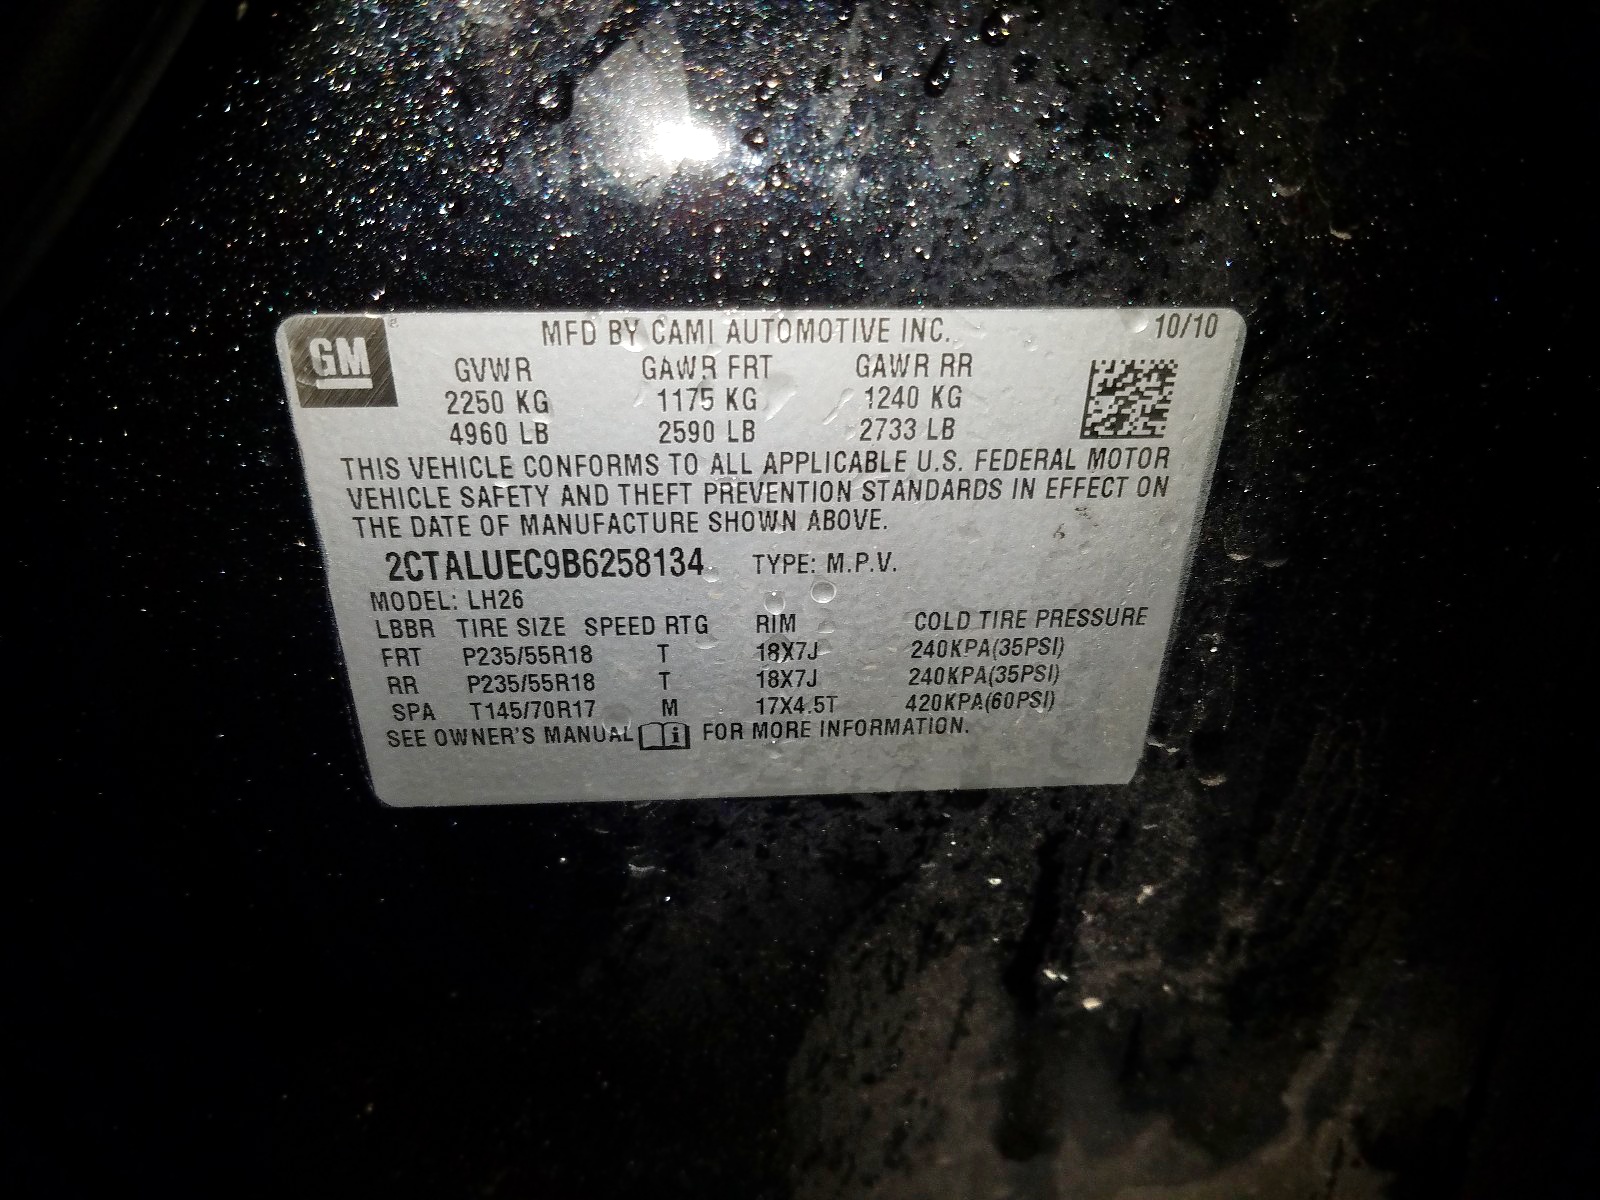 GM
MFD BY CAMI AUTOMOTIVE INC. 10/10
GVWR GAWR FRT GAWR RR
2250 KG 1175 KG 1240 KG
4960 LB 2590 LB 2733 LB
THIS VEHICLE CONFORMS TO ALL APPLICABLE U.S. FEDERAL MOTOR
VEHICLE SAFETY AND THEFT PREVENTION STANDARDS IN EFFECT ON
THE DATE OF MANUFACTURE SHOWN ABOVE.
2CTALUEC9B6258134 TYPE: M.P.V.
MODEL: LH26
LBBR TIRE SIZE SPEED RTG RIM COLD TIRE PRESSURE
FRT P235/55R18 T 18X7J 240KPA(35PSI)
RR P235/55R18 T 18X7J 240KPA(35PSI)
SPA T145/70R17 M 17X4.5T 420KPA(60PSI)
SEE OWNER'S MANUAL i FOR MORE INFORMATION.